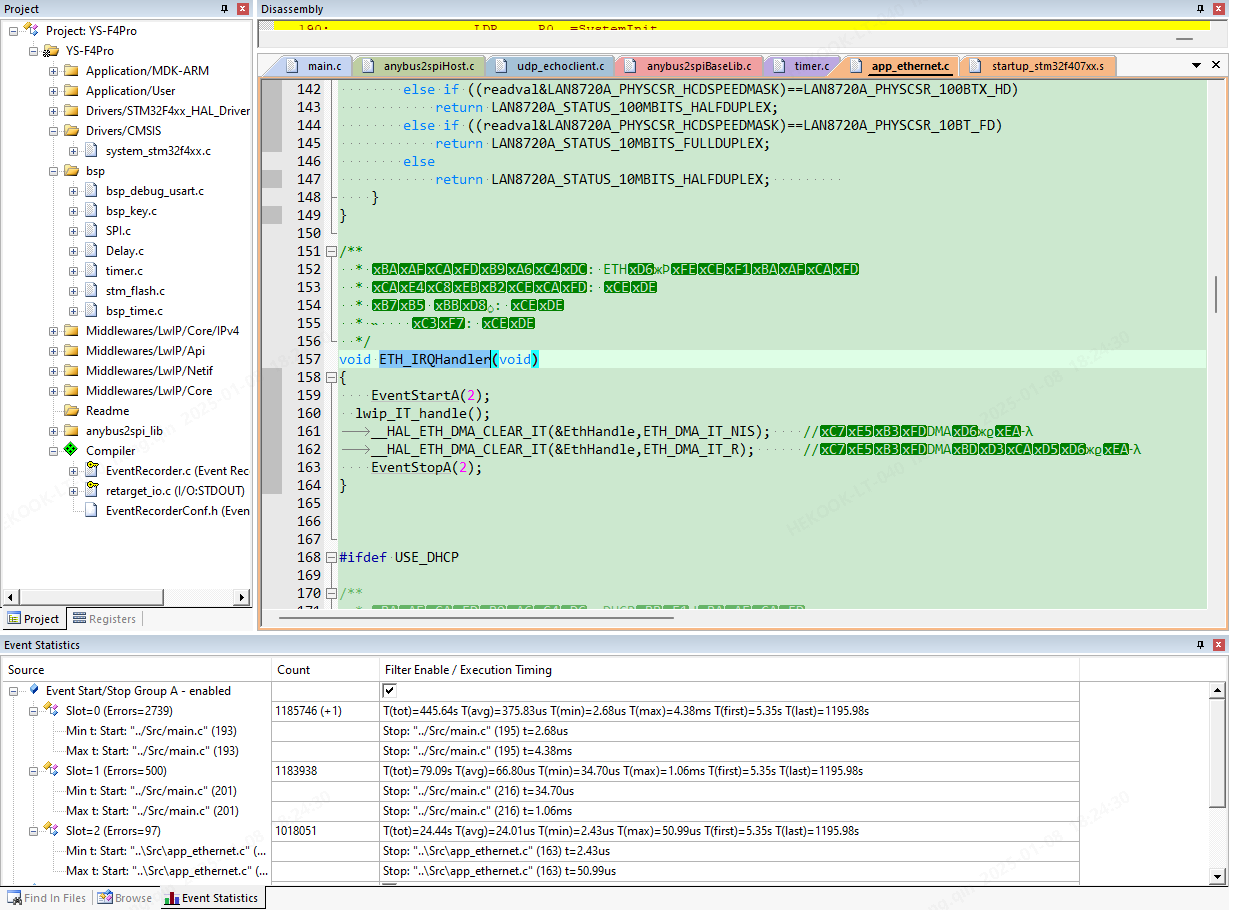 Project
Project: YS-F4Pro
YS-F4Pro
Application/MDK-ARM
Application/User
Drivers/STM32F4xx_HAL_Driver
Drivers/CMSIS
system_stm32f4xx.c
bsp
bsp_debug_usart.c
bsp_key.c
SPI.c
Delay.c
timer.c
stm_flash.c
bsp_time.c
Middlewares/LwIP/Core/IPv4
Middlewares/LwIP/Api
Middlewares/LwIP/Netif
Middlewares/LwIP/Core
Readme
anybus2spi_lib
Compiler
EventRecorder.c (Event Rec
retarget_io.c (I/O:STDOUT)
EventRecorderConf.h (Even
Project Registers
Disassembly
190: LDR R0, =SystemInit
main.c anybus2spiHost.c udp_echoclient.c anybus2spiBaseLib.c timer.c app_ethernet.c startup_stm32f407xx.s
142 else if ((readval&LAN8720A_PHYSCSR_HCDSPEEDMASK)==LAN8720A_PHYSCSR_100BTX_HD)
143 return LAN8720A_STATUS_100MBITS_HALFDUPLEX;
144 else if ((readval&LAN8720A_PHYSCSR_HCDSPEEDMASK)==LAN8720A_PHYSCSR_10BT_FD)
145 return LAN8720A_STATUS_10MBITS_FULLDUPLEX;
146 else
147 return LAN8720A_STATUS_10MBITS_HALFDUPLEX;
148 }
149 }
150
151 /**
152 * xBAxAFxCAxFDxB9xA6xC4xDC: ETHxD6жÞxFExCExF1xBAxAFxCAxFD
153 * xCAxE4xC8xEBxB2xCExCAxFD: xCExDE
154 * xB7xB5 xBBxD8: xCExDE
155 * xC3xF7: xCExDE
156 */
157 void ETH_IRQHandler(void)
158 {
159 EventStartA(2);
160 lwip_IT_handle();
161 __HAL_ETH_DMA_CLEAR_IT(&EthHandle,ETH_DMA_IT_NIS); //xC7xE5xB3xFDDMAxD6жϱxEA־λ
162 __HAL_ETH_DMA_CLEAR_IT(&EthHandle,ETH_DMA_IT_R); //xC7xE5xB3xFDDMAxBDxD3xCAxD5xD6жϱxEA־λ
163 EventStopA(2);
164 }
165
166
167
168 #ifdef USE_DHCP
169
170 /**
Event Statistics
Source Count Filter Enable / Execution Timing
Event Start/Stop Group A - enabled
Slot=0 (Errors=2739) 1185746 (+1) T(tot)=445.64s T(avg)=375.83us T(min)=2.68us T(max)=4.38ms T(first)=5.35s T(last)=1195.98s
Min t: Start: "../Src/main.c" (193) Stop: "../Src/main.c" (195) t=2.68us
Max t: Start: "../Src/main.c" (193) Stop: "../Src/main.c" (195) t=4.38ms
Slot=1 (Errors=500) 1183938 T(tot)=79.09s T(avg)=66.80us T(min)=34.70us T(max)=1.06ms T(first)=5.35s T(last)=1195.98s
Min t: Start: "../Src/main.c" (201) Stop: "../Src/main.c" (216) t=34.70us
Max t: Start: "../Src/main.c" (201) Stop: "../Src/main.c" (216) t=1.06ms
Slot=2 (Errors=97) 1018051 T(tot)=24.44s T(avg)=24.01us T(min)=2.43us T(max)=50.99us T(first)=5.35s T(last)=1195.98s
Min t: Start: "..\Src\app_ethernet.c" (... Stop: "..\Src\app_ethernet.c" (163) t=2.43us
Max t: Start: "..\Src\app_ethernet.c" (... Stop: "..\Src\app_ethernet.c" (163) t=50.99us
Find In Files Browse Event Statistics